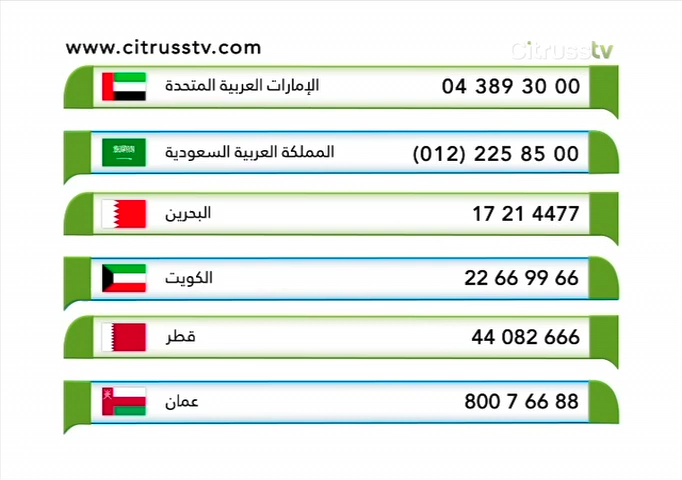 www.citrusstv.com
Citrusstv
الإمارات العربية المتحدة 04 389 30 00
المملكة العربية السعودية (012) 225 85 00
البحرين 17 21 4477
الكويت 22 66 99 66
قطر 44 082 666
عمان 800 7 66 88